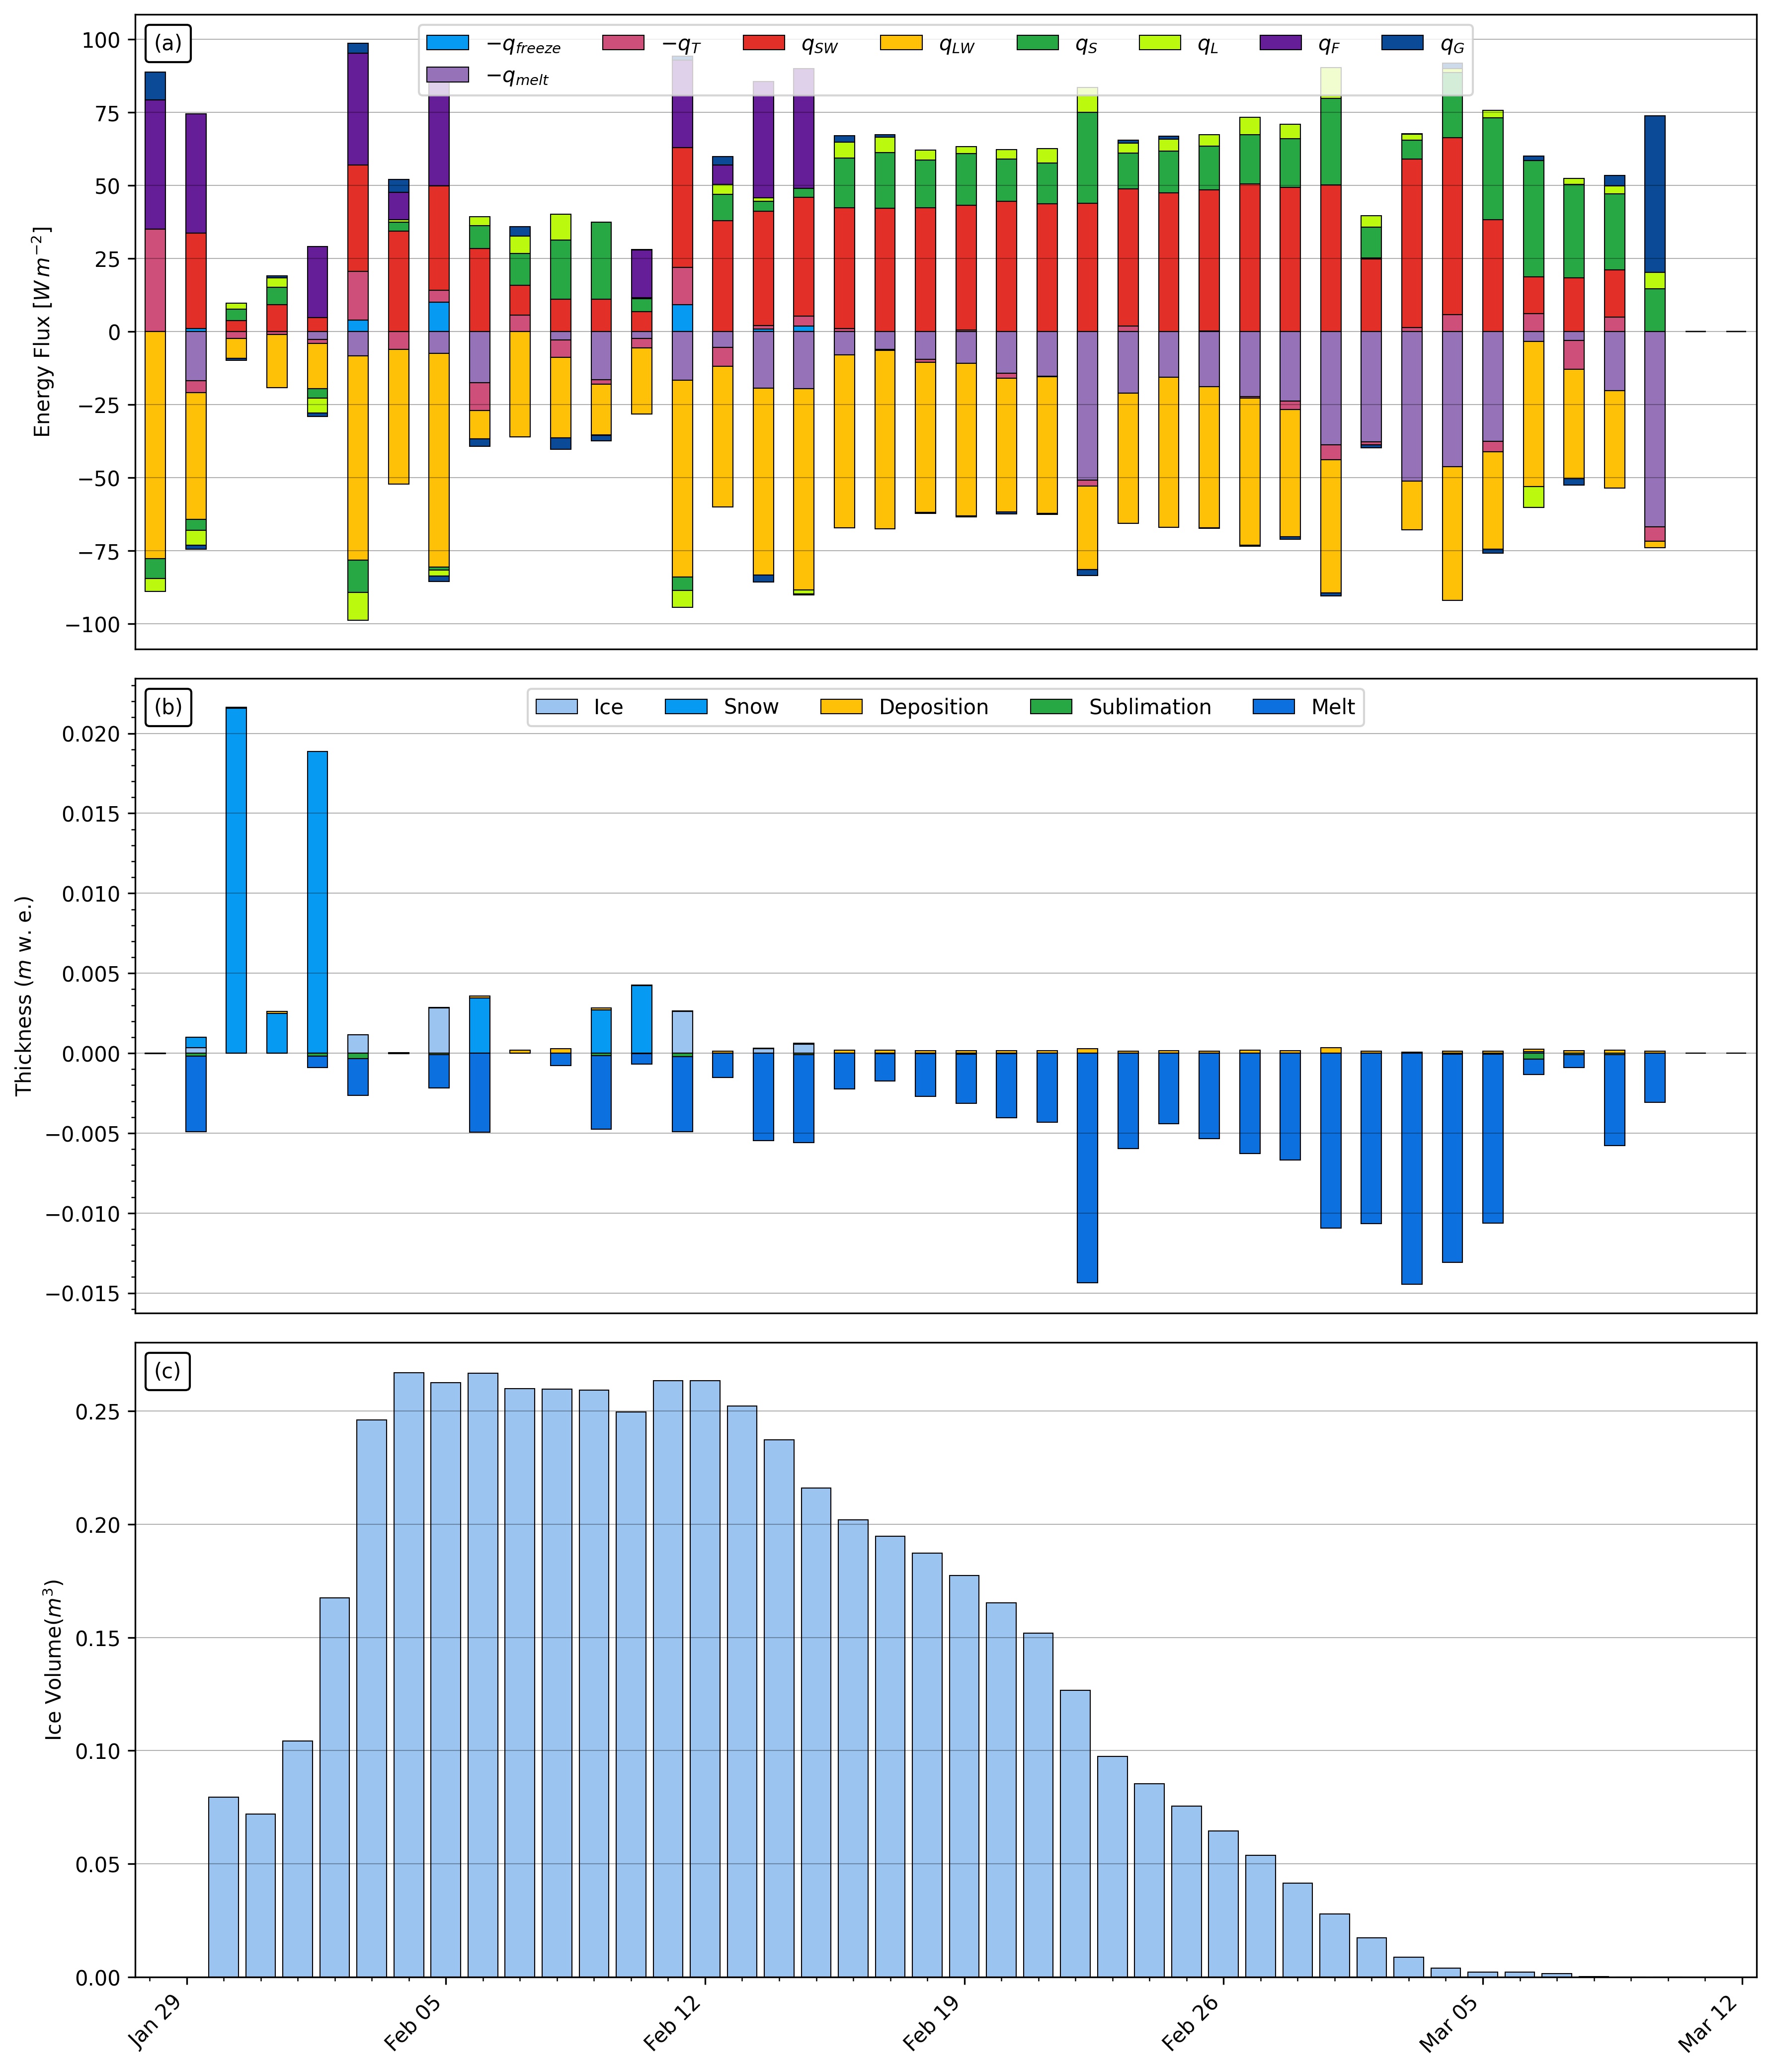 (a)
−q_freeze −q_T q_SW q_LW q_S q_L q_F q_G
−q_melt
Energy Flux [W m⁻²]
100
75
50
25
0
−25
−50
−75
−100
(b)
Ice Snow Deposition Sublimation Melt
Thickness (m w. e.)
0.020
0.015
0.010
0.005
0.000
−0.005
−0.010
−0.015
(c)
Ice Volume(m³)
0.25
0.20
0.15
0.10
0.05
0.00
Jan 29 Feb 05 Feb 12 Feb 19 Feb 26 Mar 05 Mar 12